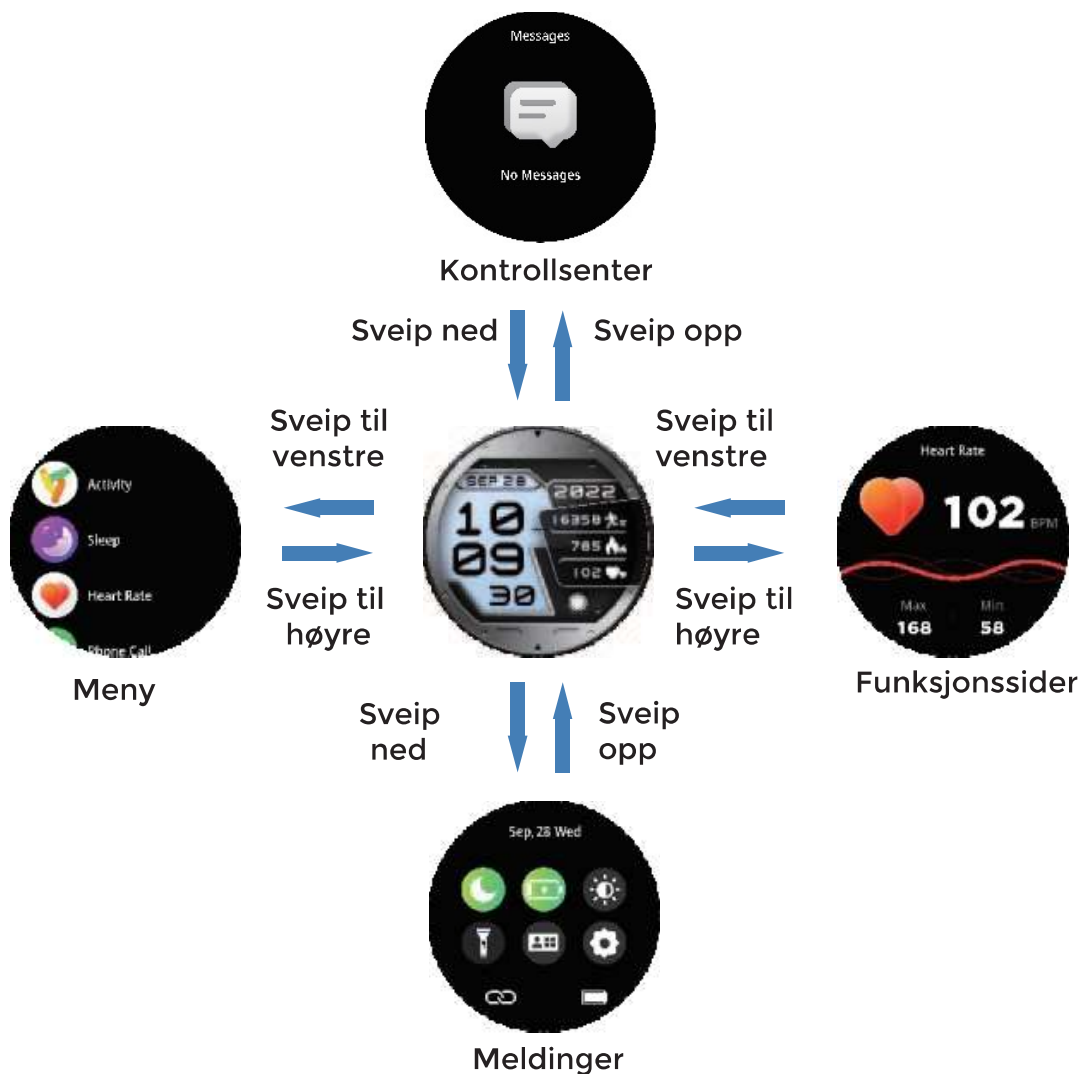 Messages
No Messages
Kontrollsenter
Sveip ned
Sveip opp
Sveip til
venstre
Sveip til
venstre
Activity
Sleep
Heart Rate
Phone Call
Meny
SEP 28
2022
10
09
30
16358
785
102
Heart Rate
102 BPM
Max
168
Min
58
Funksjonssider
Sveip til
høyre
Sveip til
høyre
Sveip
ned
Sveip
opp
Sep, 28 Wed
Meldinger